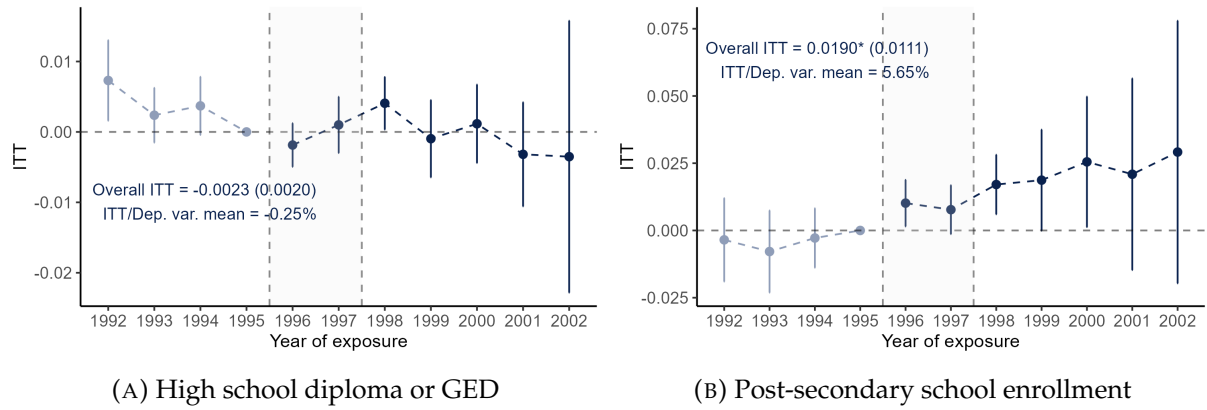 0.01
0.00
-0.01
-0.02
ITT
Overall ITT = -0.0023 (0.0020)
ITT/Dep. var. mean = -0.25%
1992 1993 1994 1995 1996 1997 1998 1999 2000 2001 2002
Year of exposure
(A) High school diploma or GED
0.075
0.050
0.025
0.000
-0.025
ITT
Overall ITT = 0.0190* (0.0111)
ITT/Dep. var. mean = 5.65%
1992 1993 1994 1995 1996 1997 1998 1999 2000 2001 2002
Year of exposure
(B) Post-secondary school enrollment